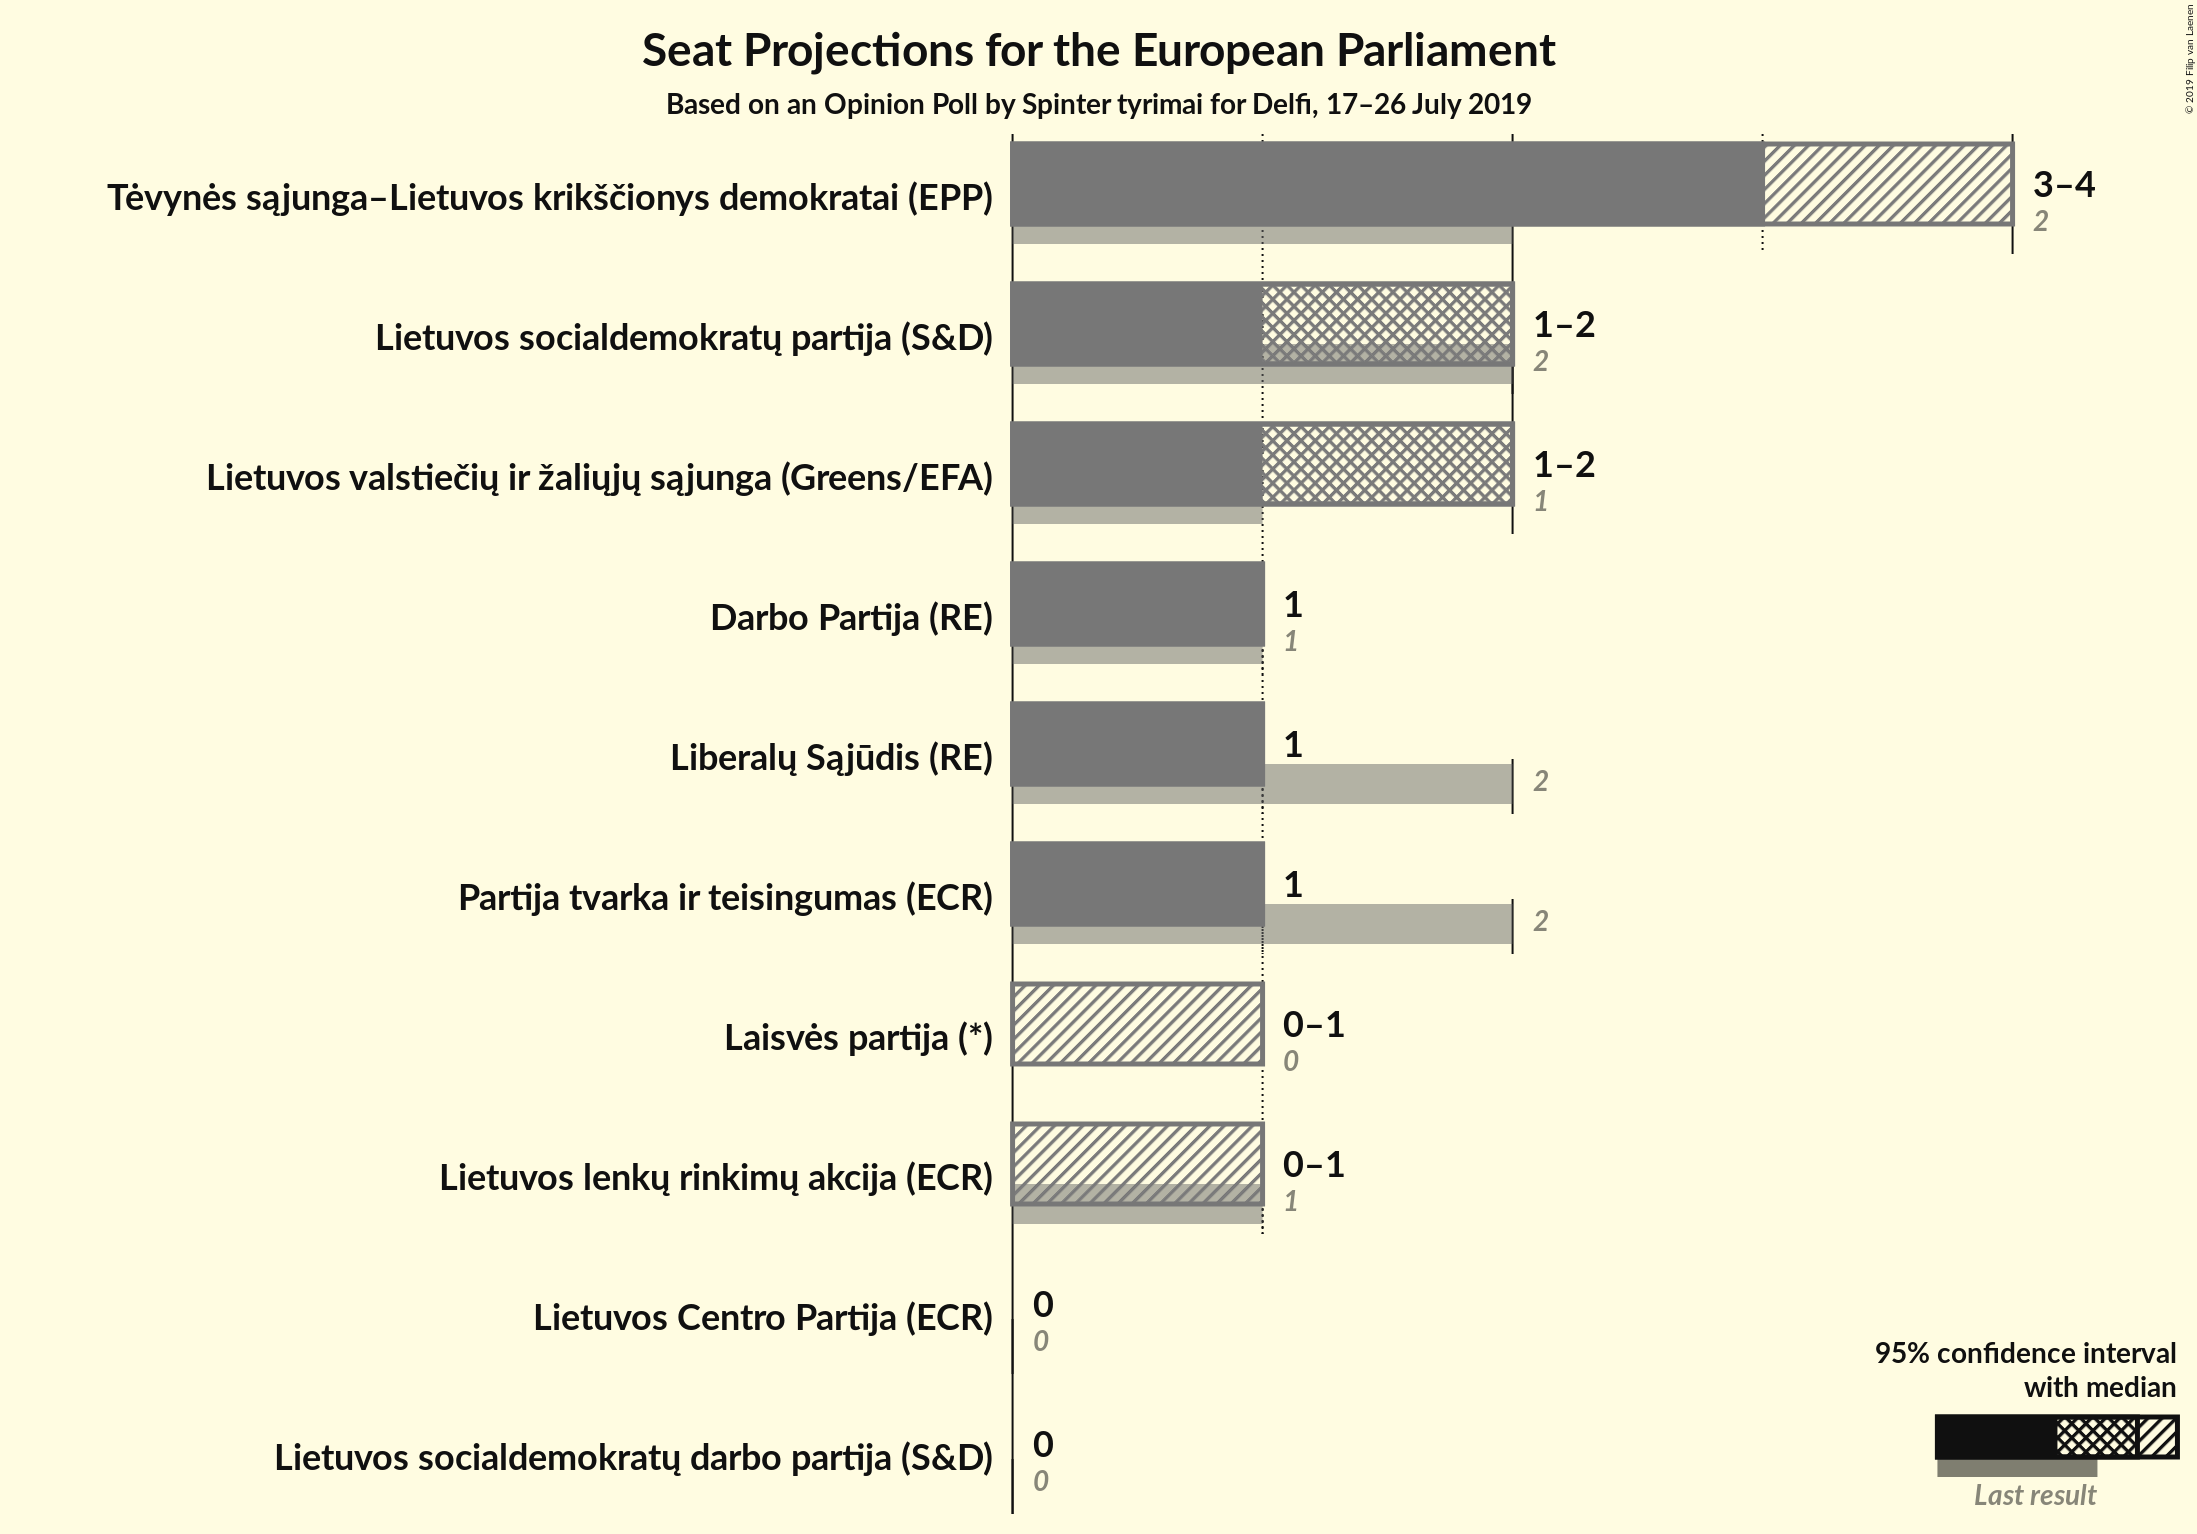 Seat Projections for the European Parliament
Based on an Opinion Poll by Spinter tyrimai for Delfi, 17–26 July 2019
© 2019 Filip van Laenen
Tėvynės sąjunga–Lietuvos krikščionys demokratai (EPP)
3–4
2
Lietuvos socialdemokratų partija (S&D)
1–2
2
Lietuvos valstiečių ir žaliųjų sąjunga (Greens/EFA)
1–2
1
Darbo Partija (RE)
1
1
Liberalų Sąjūdis (RE)
1
2
Partija tvarka ir teisingumas (ECR)
1
2
Laisvės partija (*)
0–1
0
Lietuvos lenkų rinkimų akcija (ECR)
0–1
1
Lietuvos Centro Partija (ECR)
0
0
Lietuvos socialdemokratų darbo partija (S&D)
0
0
95% confidence interval
with median
Last result